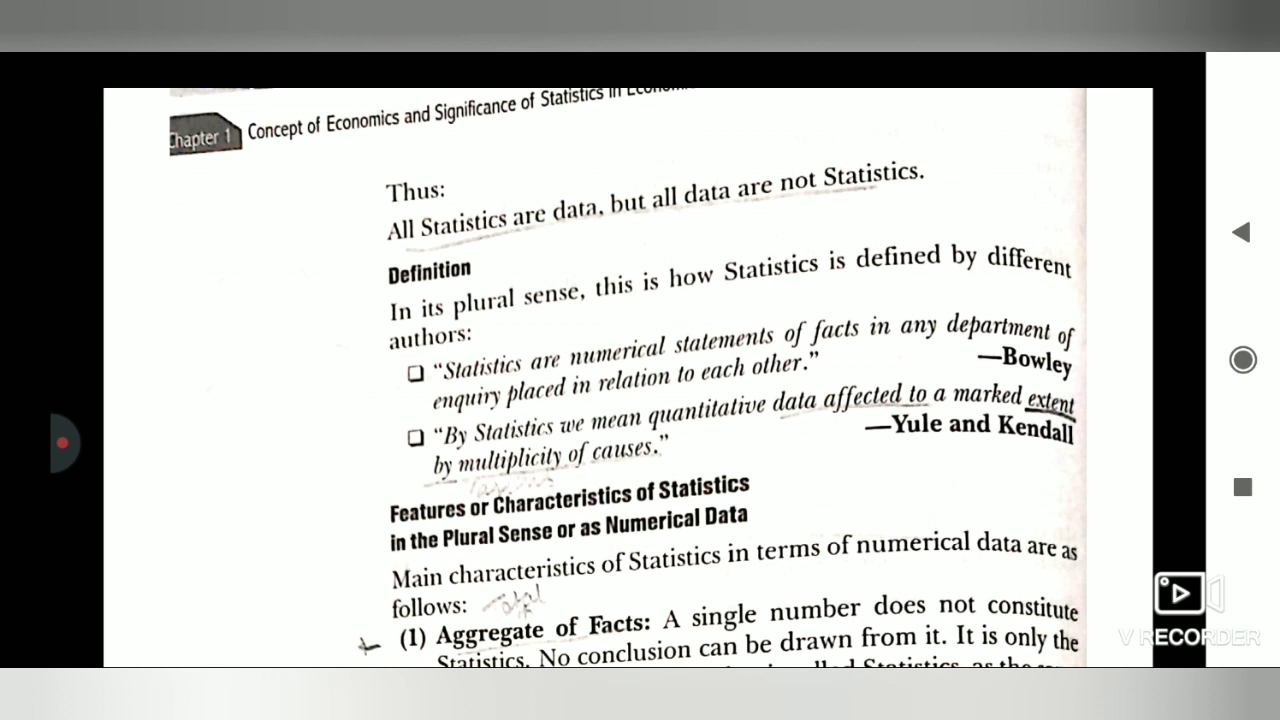 Chapter 1 Concept of Economics and Significance of Statistics in
Thus:
All Statistics are data, but all data are not Statistics.
Definition
In its plural sense, this is how Statistics is defined by different
authors:
❑ “Statistics are numerical statements of facts in any department of
enquiry placed in relation to each other.” —Bowley
❑ “By Statistics we mean quantitative data affected to a marked extent
by multiplicity of causes.” —Yule and Kendall
Features or Characteristics of Statistics
in the Plural Sense or as Numerical Data
Main characteristics of Statistics in terms of numerical data are as
follows:
(1) Aggregate of Facts: A single number does not constitute
Statistics. No conclusion can be drawn from it. It is only the
Statistics, as the
V RECORDER